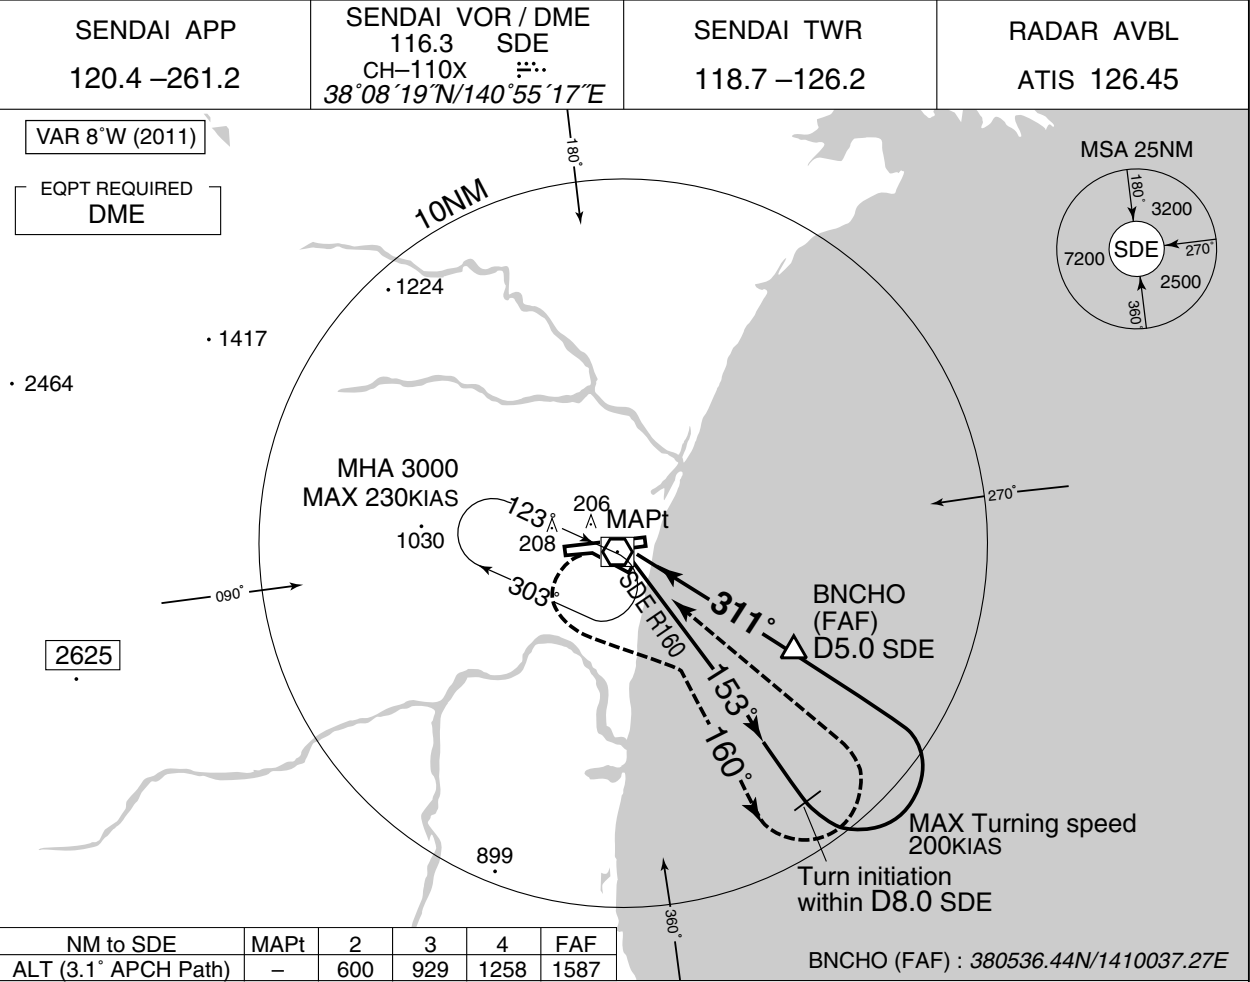 SENDAI APP
120.4 –261.2
SENDAI VOR / DME
116.3 SDE
CH–110X
38°08´19˝N/140°55´17˝E
SENDAI TWR
118.7 –126.2
RADAR AVBL
ATIS 126.45
VAR 8°W (2011)
EQPT REQUIRED
DME
180°
10NM
MSA 25NM
180°
3200
SDE
270°
7200
2500
360°
1224
1417
2464
MHA 3000
MAX 230KIAS
1030
123°
206
208
MAPt
270°
090°
303°
SDE R160
311°
BNCHO
(FAF)
D5.0 SDE
2625
153°
160°
MAX Turning speed
200KIAS
899
Turn initiation
within D8.0 SDE
360°
NM to SDE MAPt 2 3 4 FAF
ALT (3.1° APCH Path) – 600 929 1258 1587
BNCHO (FAF) : 380536.44N/1410037.27E